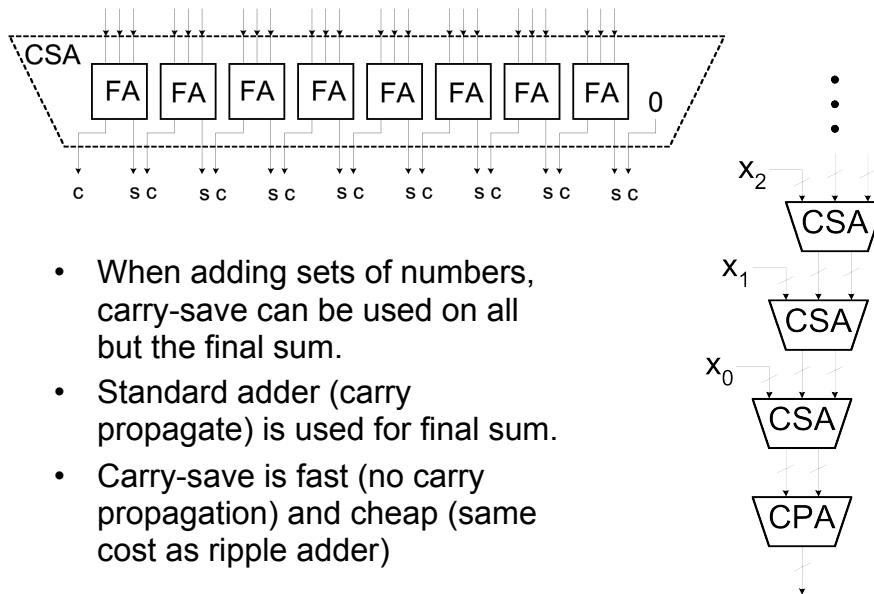 CSA
FA FA FA FA FA FA FA FA 0
c s c s c s c s c s c s c s c s c
x2
CSA
x1
CSA
x0
CSA
CPA
• When adding sets of numbers,
carry-save can be used on all
but the final sum.
• Standard adder (carry
propagate) is used for final sum.
• Carry-save is fast (no carry
propagation) and cheap (same
cost as ripple adder)